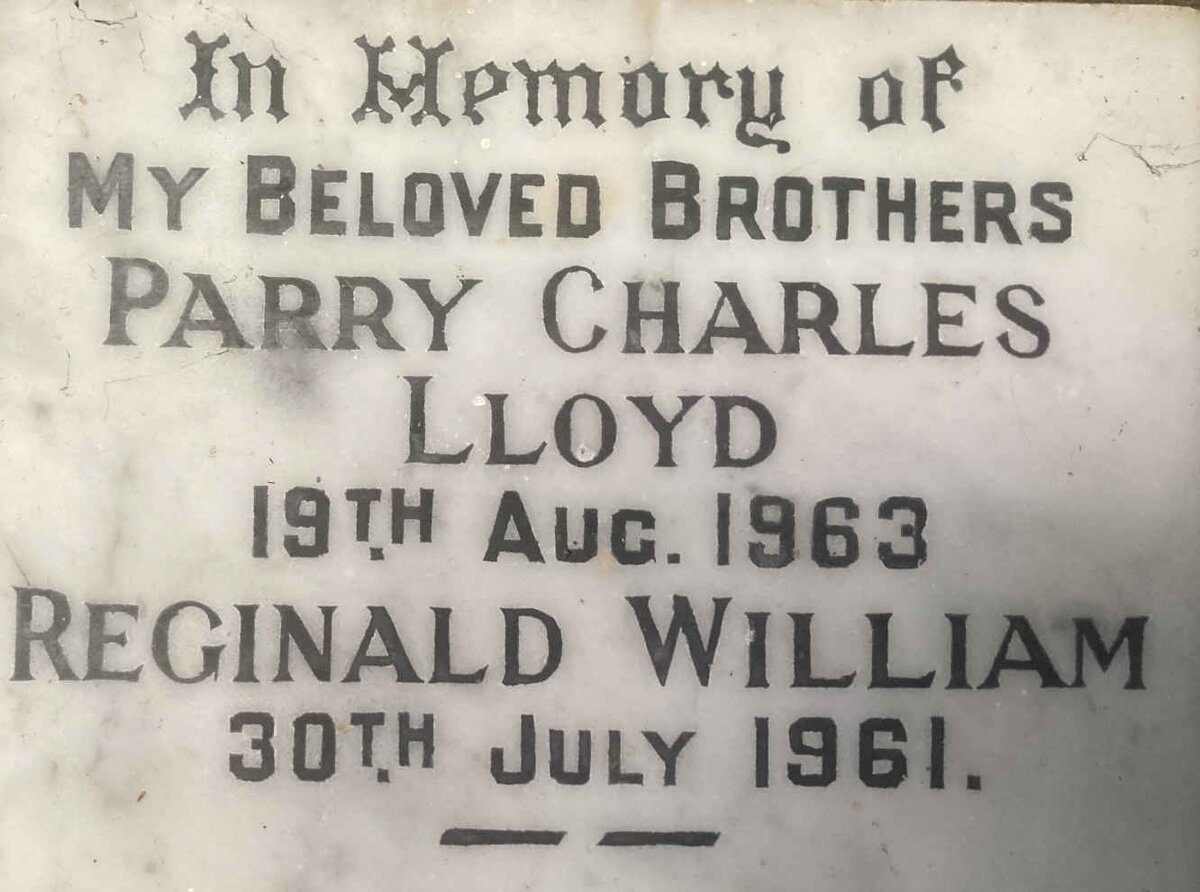 In Memory of
MY BELOVED BROTHERS
PARRY CHARLES
LLOYD
19TH AUG. 1963
REGINALD WILLIAM
30TH JULY 1961.